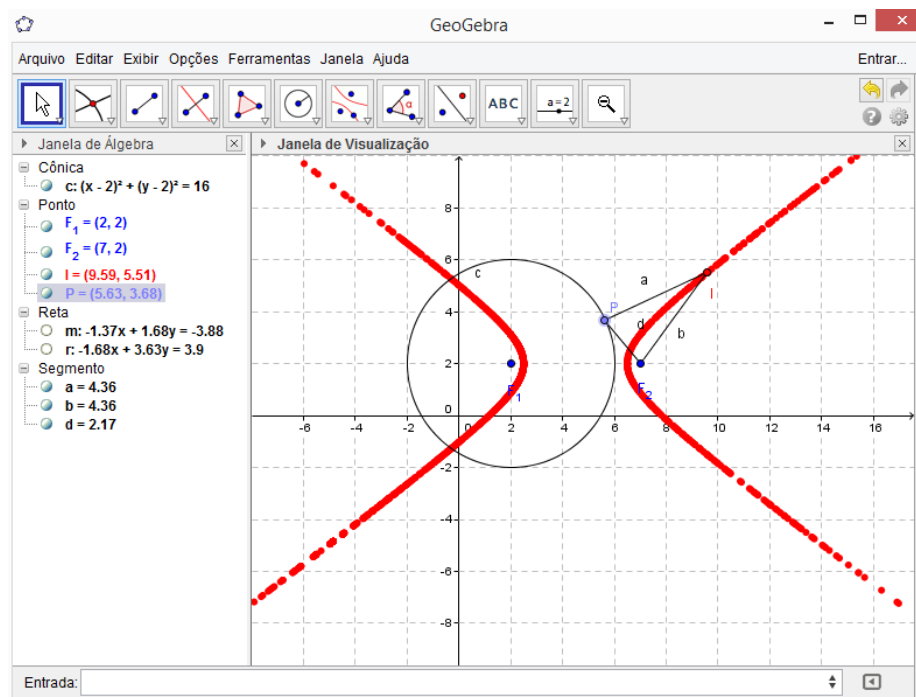 GeoGebra
Arquivo Editar Exibir Opções Ferramentas Janela Ajuda Entrar...
ABC a=2
Janela de Álgebra
Cônica
c: (x - 2)² + (y - 2)² = 16
Ponto
F₁ = (2, 2)
F₂ = (7, 2)
I = (9.59, 5.51)
P = (5.63, 3.68)
Reta
m: -1.37x + 1.68y = -3.88
r: -1.68x + 3.63y = 3.9
Segmento
a = 4.36
b = 4.36
d = 2.17
Janela de Visualização
8
6
c
a
I
4
P
d
b
2
F₁
F₂
0
-6 -4 -2 0 2 4 6 8 10 12 14 16
-2
-4
-6
-8
Entrada: